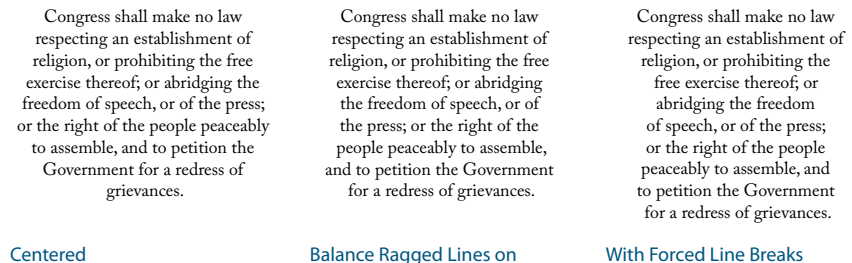 Congress shall make no law
respecting an establishment of
religion, or prohibiting the free
exercise thereof; or abridging the
freedom of speech, or of the press;
or the right of the people peaceably
to assemble, and to petition the
Government for a redress of
grievances.
Centered
Congress shall make no law
respecting an establishment of
religion, or prohibiting the free
exercise thereof; or abridging
the freedom of speech, or of
the press; or the right of the
people peaceably to assemble,
and to petition the Government
for a redress of grievances.
Balance Ragged Lines on
Congress shall make no law
respecting an establishment of
religion, or prohibiting the
free exercise thereof; or
abridging the freedom
of speech, or of the press;
or the right of the people
peaceably to assemble, and
to petition the Government
for a redress of grievances.
With Forced Line Breaks